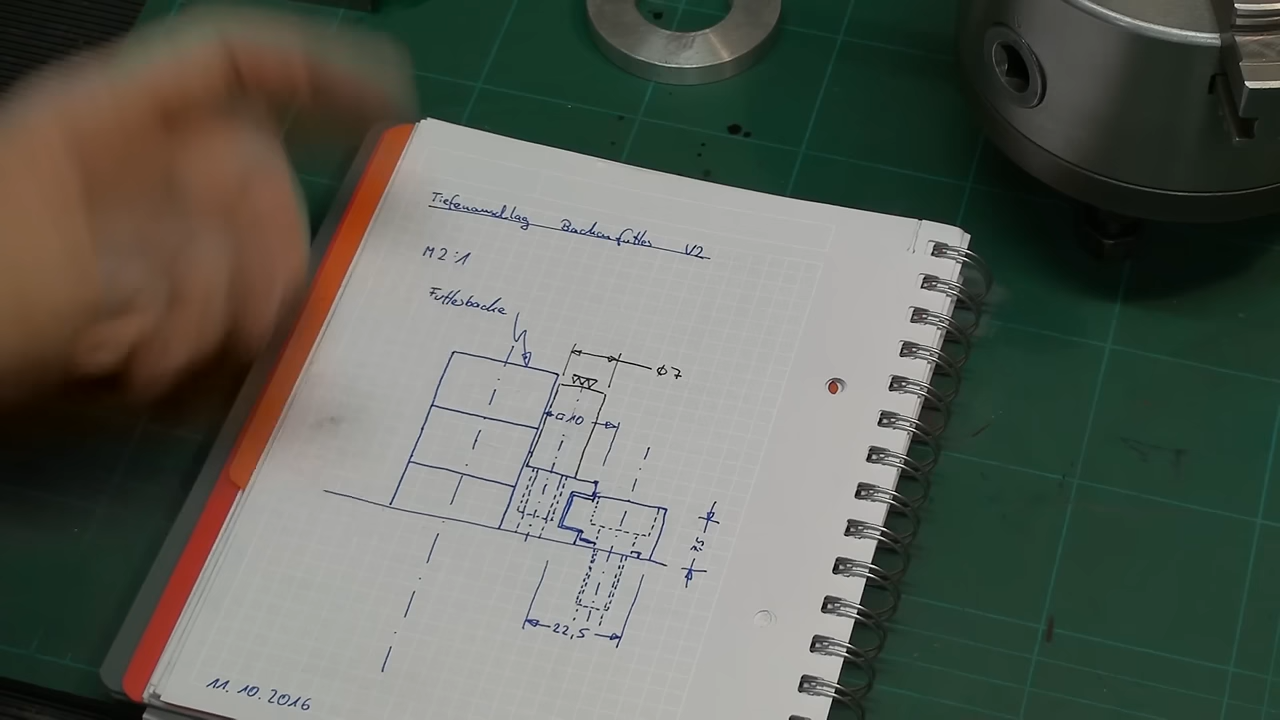 Tiefenanschlag Backenfutter V2
M 2:1
Futterbacke
⌀7
□10
7,5
22,5
11.10.2016